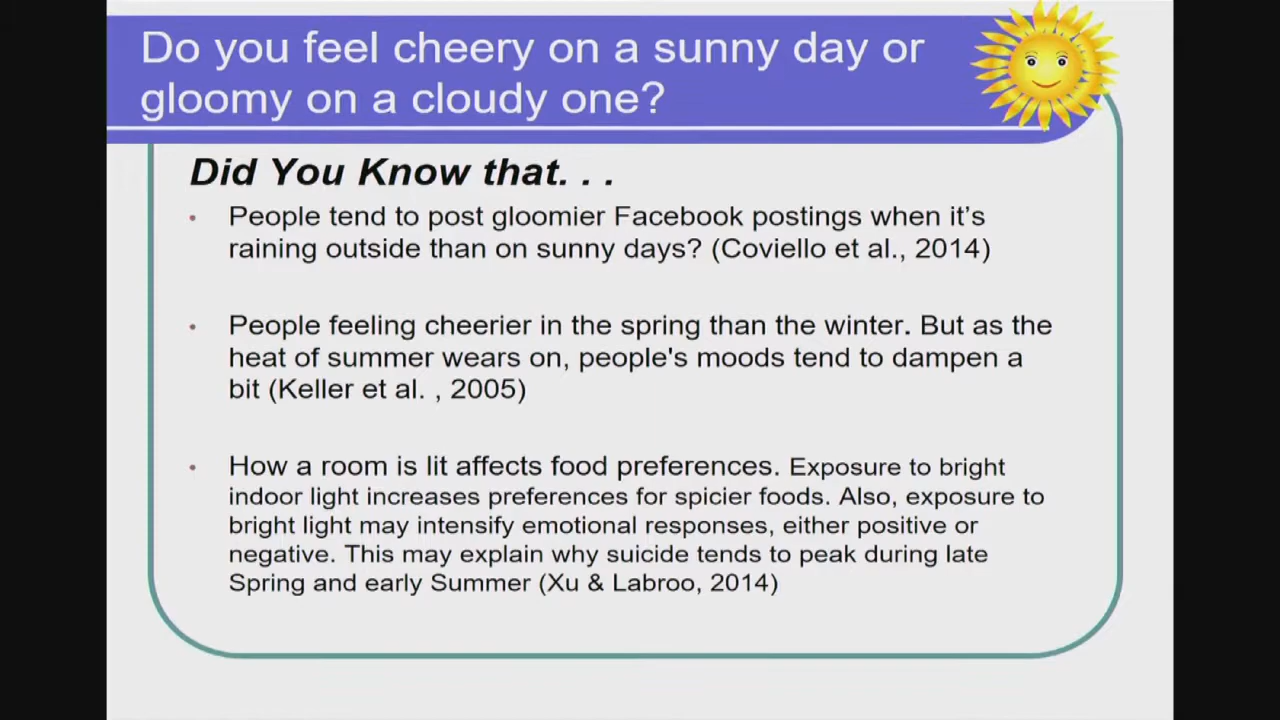 Do you feel cheery on a sunny day or
gloomy on a cloudy one?
Did You Know that. . .
• People tend to post gloomier Facebook postings when it’s
raining outside than on sunny days? (Coviello et al., 2014)
• People feeling cheerier in the spring than the winter. But as the
heat of summer wears on, people's moods tend to dampen a
bit (Keller et al. , 2005)
• How a room is lit affects food preferences. Exposure to bright
indoor light increases preferences for spicier foods. Also, exposure to
bright light may intensify emotional responses, either positive or
negative. This may explain why suicide tends to peak during late
Spring and early Summer (Xu & Labroo, 2014)